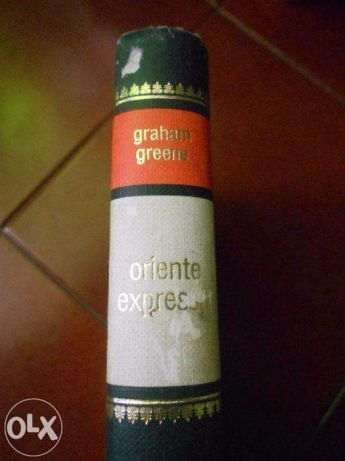 graham
greene
oriente
express
OLX